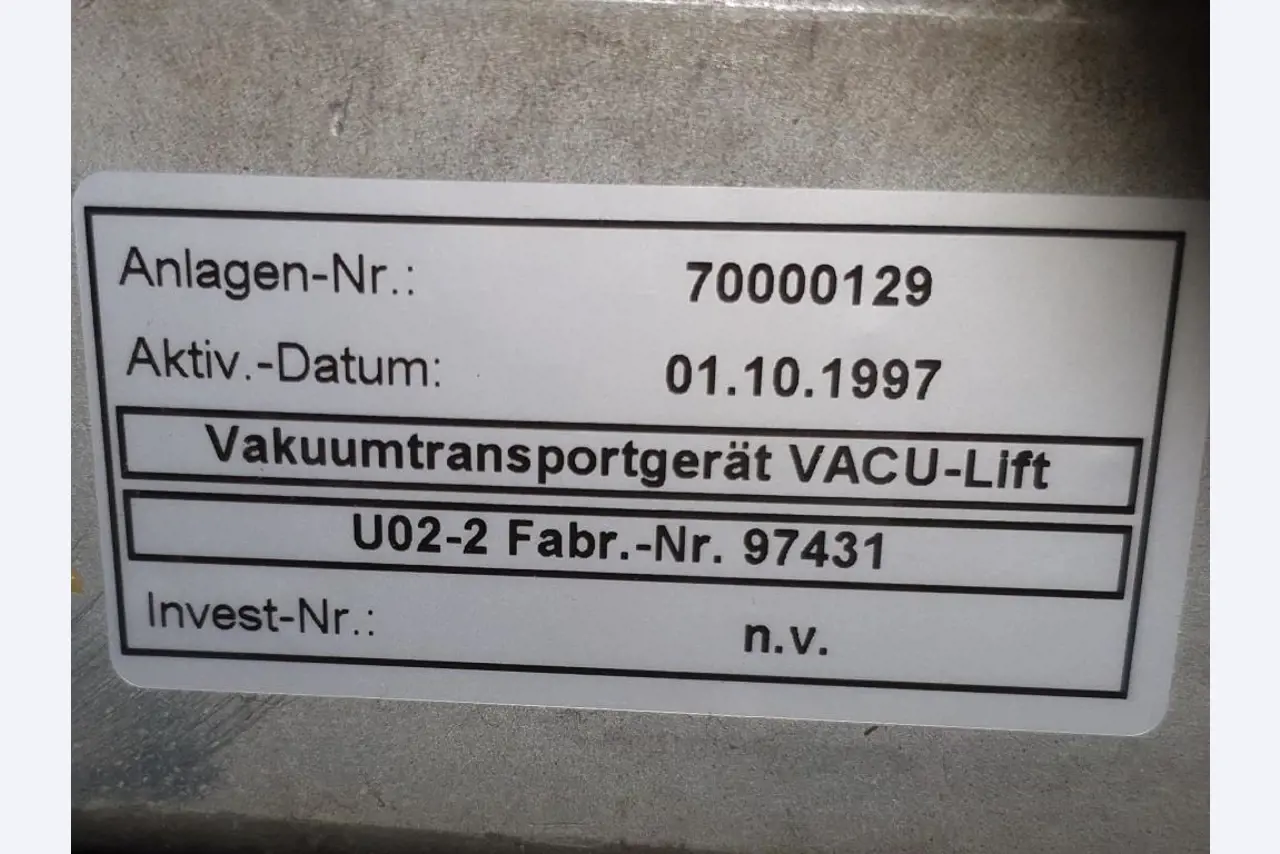 Anlagen-Nr.: 70000129
Aktiv.-Datum: 01.10.1997
Vakuumtransportgerät VACU-Lift
U02-2 Fabr.-Nr. 97431
Invest-Nr.: n.v.